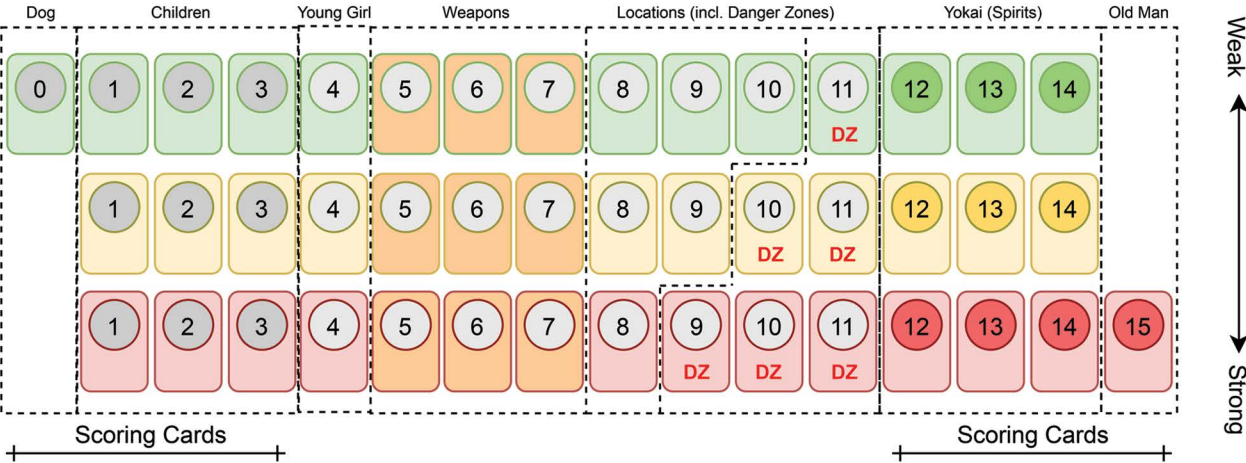 Dog Children Young Girl Weapons Locations (incl. Danger Zones) Yokai (Spirits) Old Man
Weak
0 1 2 3 4 5 6 7 8 9 10 11 12 13 14
DZ
1 2 3 4 5 6 7 8 9 10 11 12 13 14
DZ DZ
1 2 3 4 5 6 7 8 9 10 11 12 13 14 15
DZ DZ DZ
Strong
Scoring Cards Scoring Cards